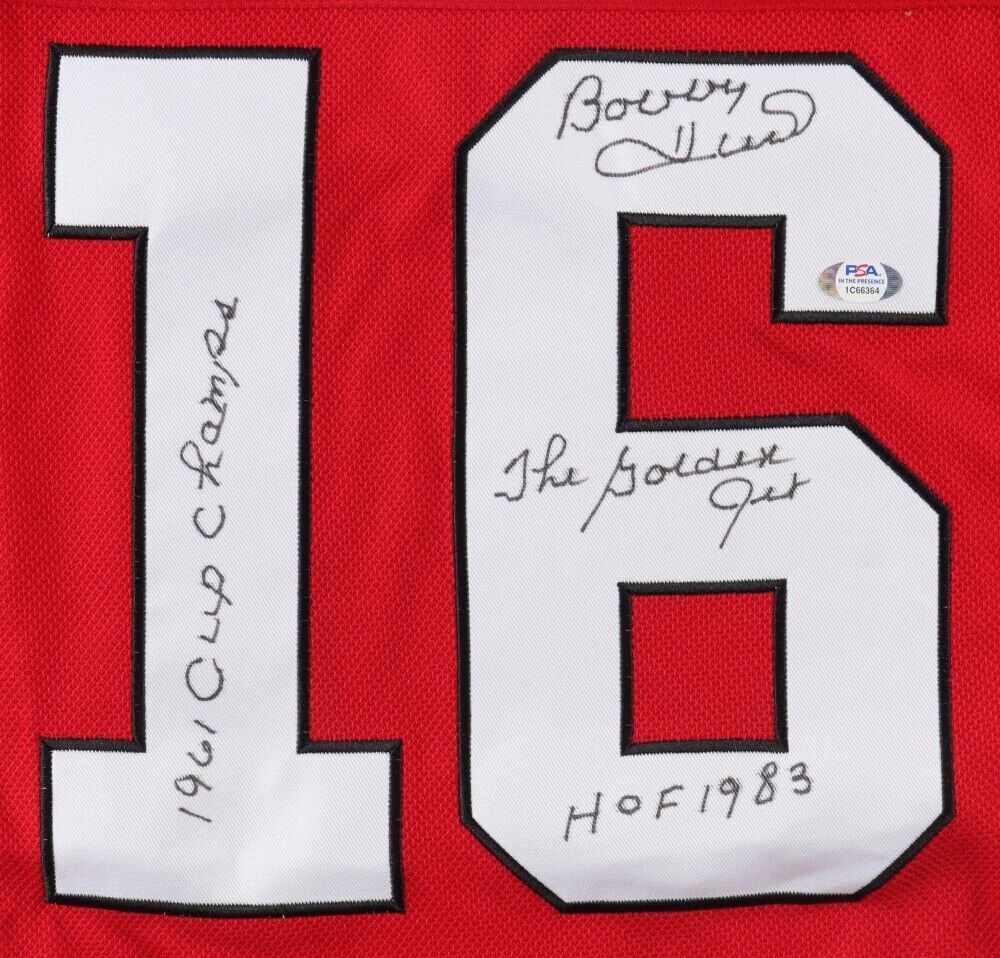 16
Bobby
Hull
PSA
IN THE PRESENCE
1C66364
The Golden
Jet
1961 Cup Champs
HOF 1983